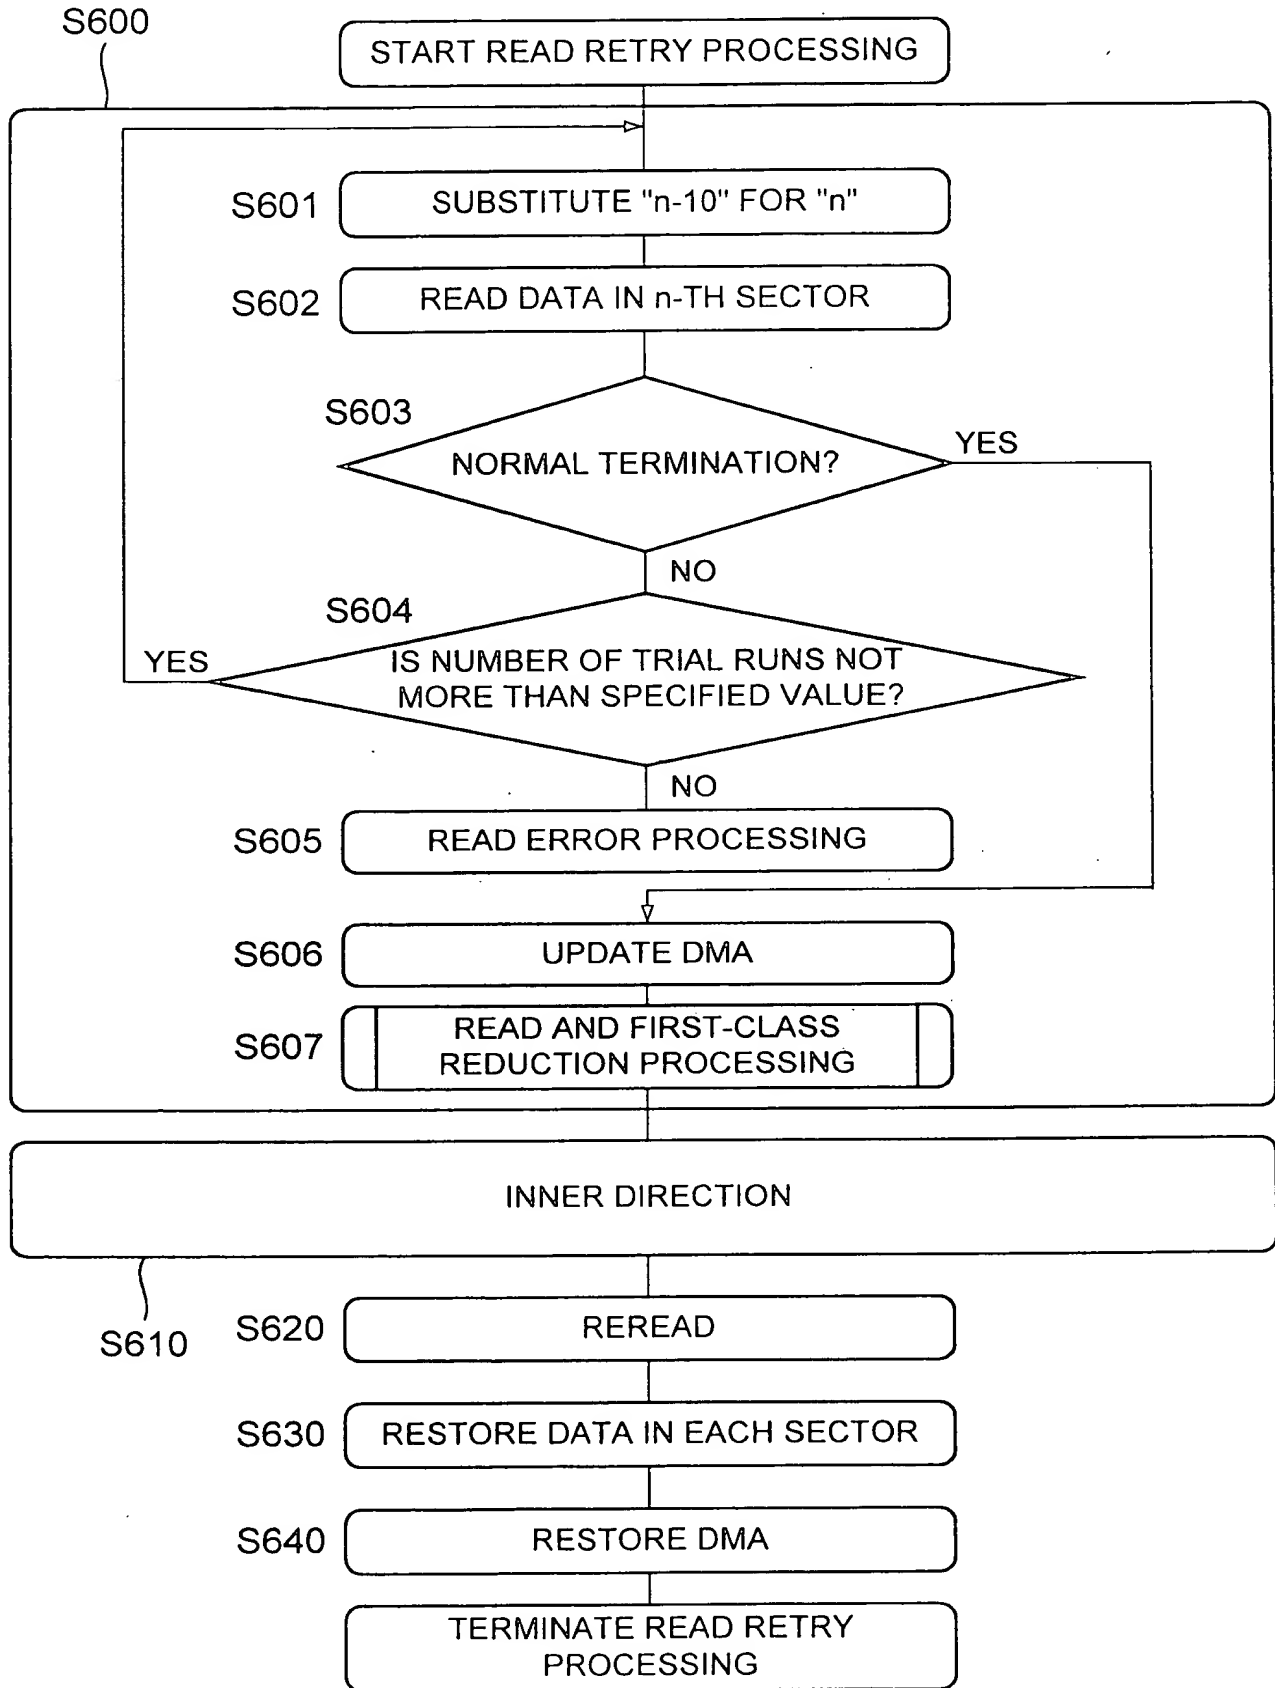 S600
START READ RETRY PROCESSING
S601
SUBSTITUTE "n-10" FOR "n"
S602
READ DATA IN n-TH SECTOR
S603
NORMAL TERMINATION?
YES
NO
S604
YES
IS NUMBER OF TRIAL RUNS NOT
MORE THAN SPECIFIED VALUE?
NO
S605
READ ERROR PROCESSING
S606
UPDATE DMA
S607
READ AND FIRST-CLASS
REDUCTION PROCESSING
INNER DIRECTION
S610
S620
REREAD
S630
RESTORE DATA IN EACH SECTOR
S640
RESTORE DMA
TERMINATE READ RETRY
PROCESSING